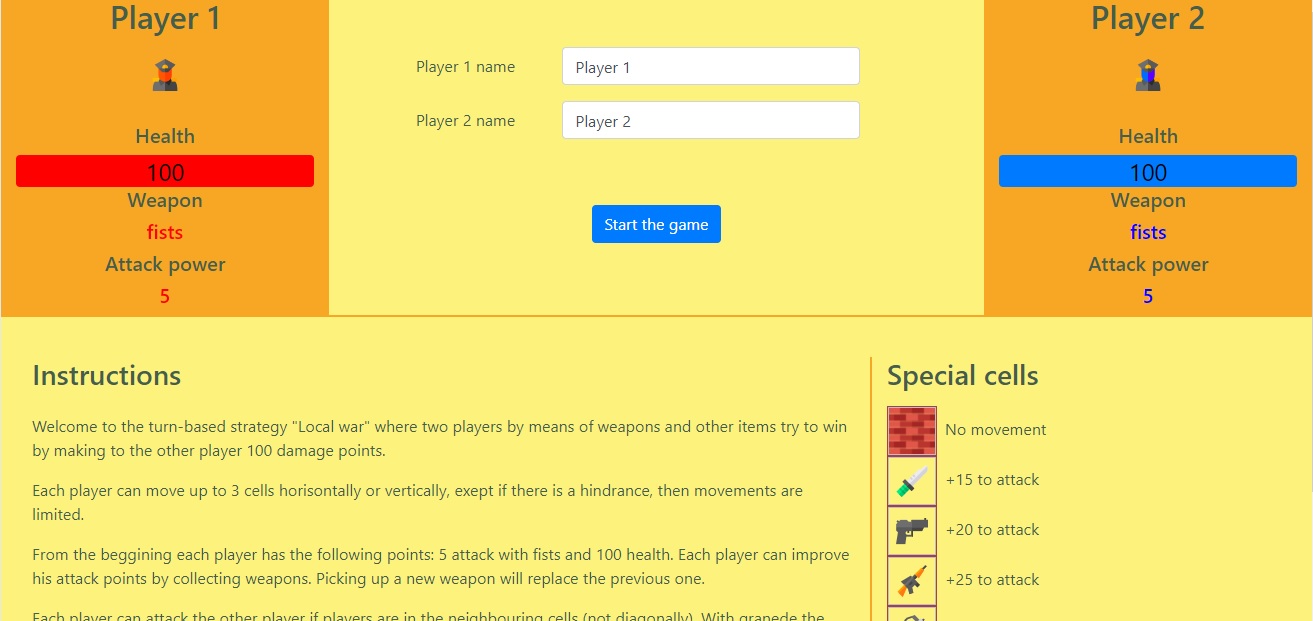 Player 1
Health
100
Weapon
fists
Attack power
5
Player 1 name
Player 1
Player 2 name
Player 2
Start the game
Player 2
Health
100
Weapon
fists
Attack power
5
Instructions
Welcome to the turn-based strategy "Local war" where two players by means of weapons and other items try to win
by making to the other player 100 damage points.
Each player can move up to 3 cells horisontally or vertically, exept if there is a hindrance, then movements are
limited.
From the beggining each player has the following points: 5 attack with fists and 100 health. Each player can improve
his attack points by collecting weapons. Picking up a new weapon will replace the previous one.
Each player can attack the other player if players are in the neighbouring cells (not diagonally). With granede the
Special cells
No movement
+15 to attack
+20 to attack
+25 to attack